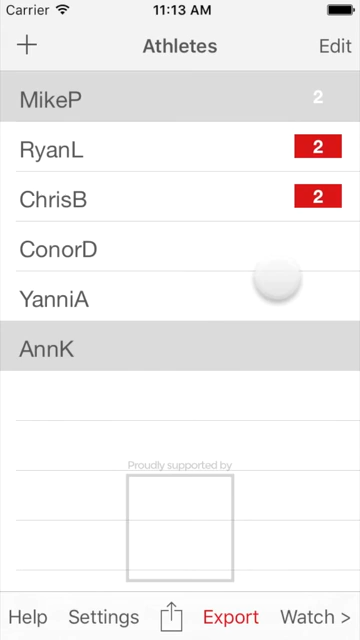 Carrier 11:13 AM
Athletes Edit
MikeP 2
RyanL 2
ChrisB 2
ConorD
YanniA
AnnK
Proudly supported by
Help Settings Export Watch >